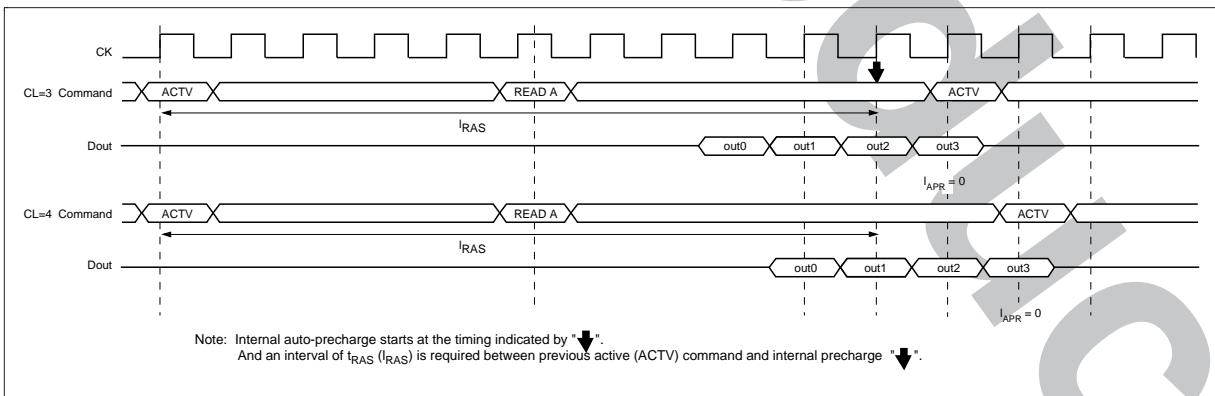 CK
CL=3 Command ACTV READ A ACTV
lRAS
Dout out0 out1 out2 out3
lAPR = 0
CL=4 Command ACTV READ A ACTV
lRAS
Dout out0 out1 out2 out3
lAPR = 0
Note: Internal auto-precharge starts at the timing indicated by " ".
And an interval of tRAS (lRAS) is required between previous active (ACTV) command and internal precharge " ".